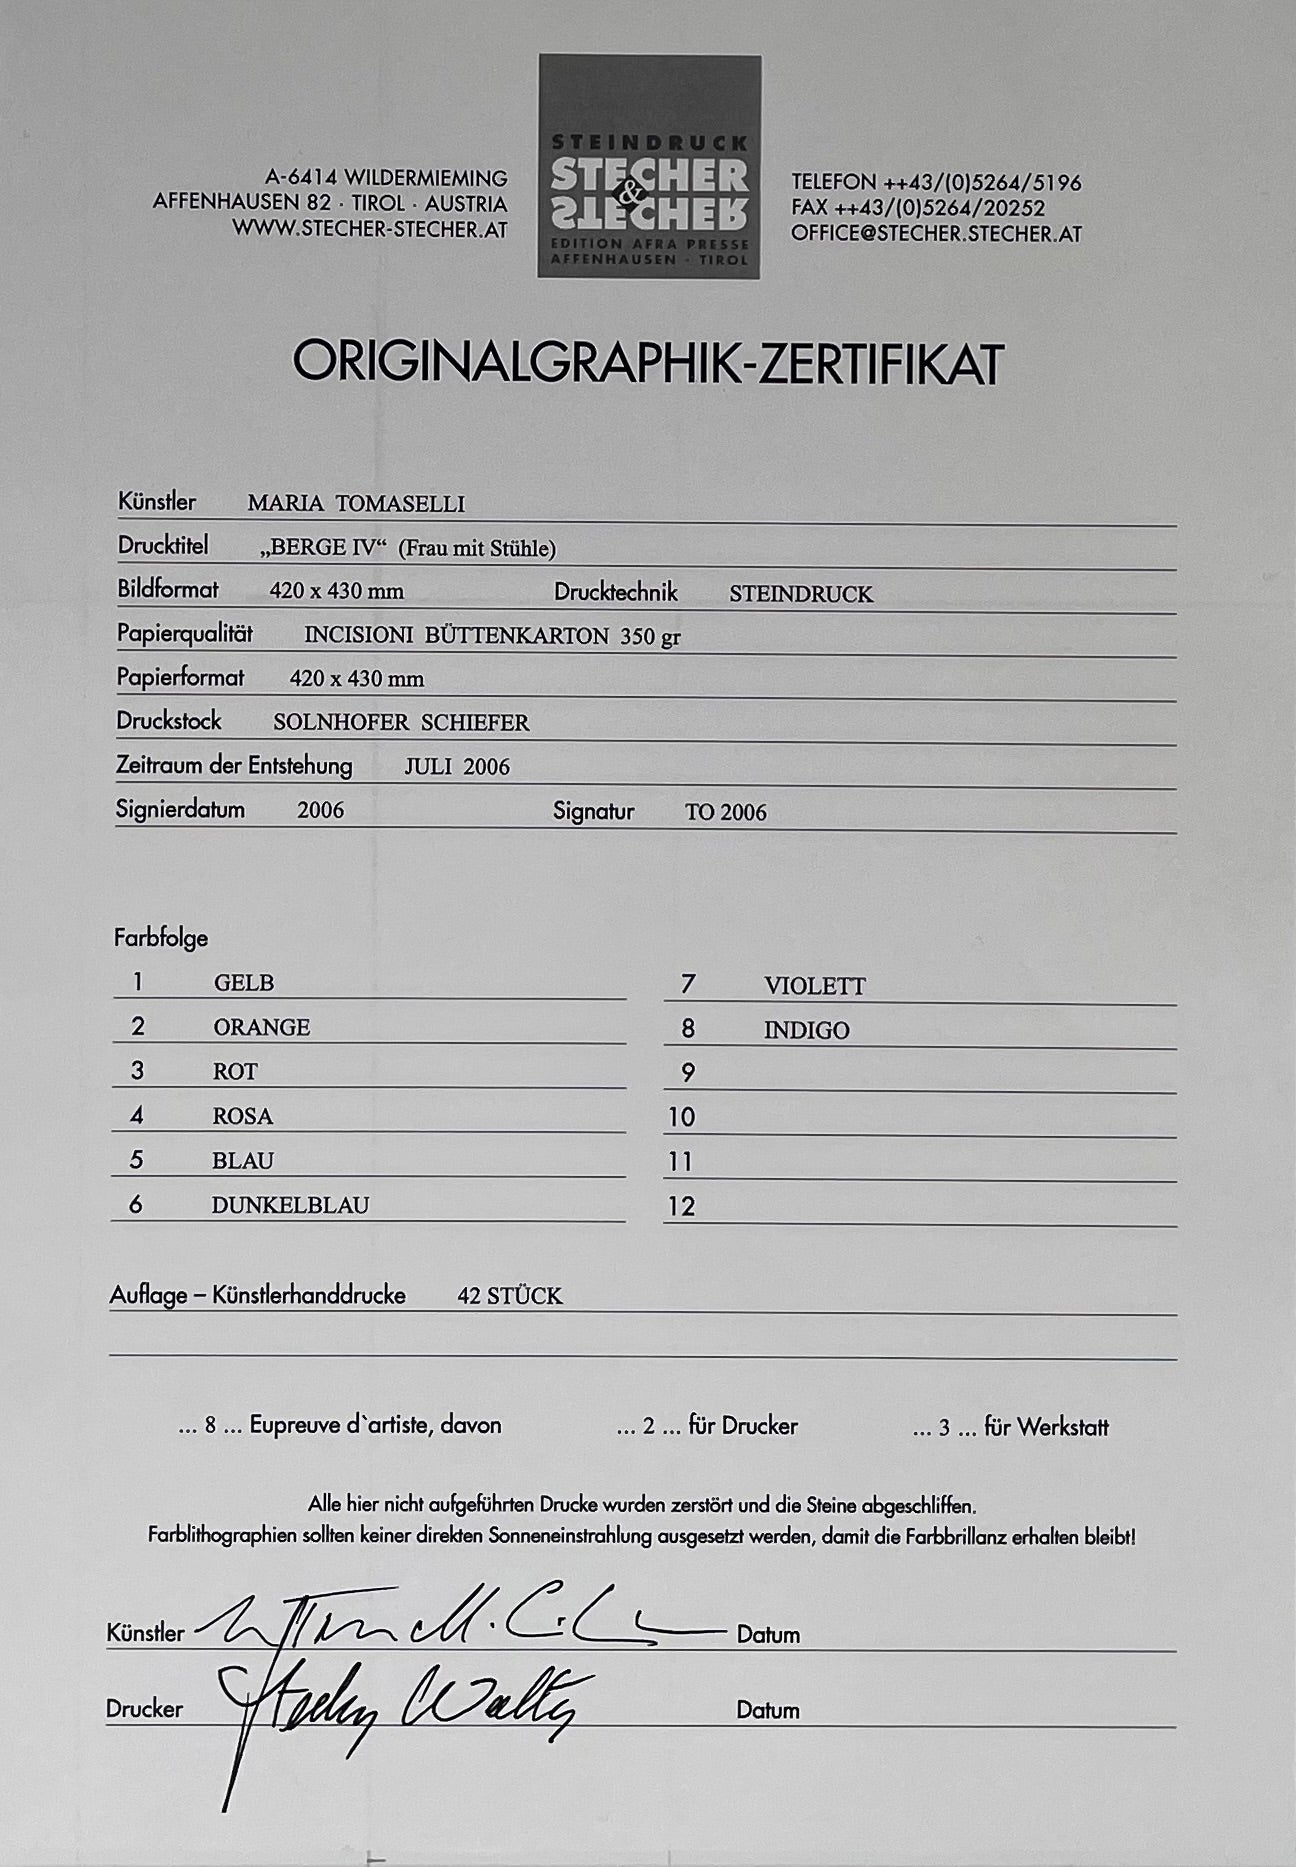 A-6414 WILDERMIEMING
AFFENHAUSEN 82 · TIROL · AUSTRIA
WWW.STECHER-STECHER.AT
STEINDRUCK
STECHER
&
STECHER
EDITION AFRA PRESSE
AFFENHAUSEN · TIROL
TELEFON ++43/(0)5264/5196
FAX ++43/(0)5264/20252
OFFICE@STECHER.STECHER.AT
ORIGINALGRAPHIK-ZERTIFIKAT
Künstler MARIA TOMASELLI
Drucktitel „BERGE IV“ (Frau mit Stühle)
Bildformat 420 x 430 mm Drucktechnik STEINDRUCK
Papierqualität INCISIONI BÜTTENKARTON 350 gr
Papierformat 420 x 430 mm
Druckstock SOLNHOFER SCHIEFER
Zeitraum der Entstehung JULI 2006
Signierdatum 2006 Signatur TO 2006
Farbfolge
1 GELB
2 ORANGE
3 ROT
4 ROSA
5 BLAU
6 DUNKELBLAU
7 VIOLETT
8 INDIGO
9
10
11
12
Auflage – Künstlerhanddrucke 42 STÜCK
... 8 ... Eupreuve d`artiste, davon ... 2 ... für Drucker ... 3 ... für Werkstatt
Alle hier nicht aufgeführten Drucke wurden zerstört und die Steine abgeschliffen.
Farblithographien sollten keiner direkten Sonneneinstrahlung ausgesetzt werden, damit die Farbbrillanz erhalten bleibt!
Künstler Datum
Drucker Datum